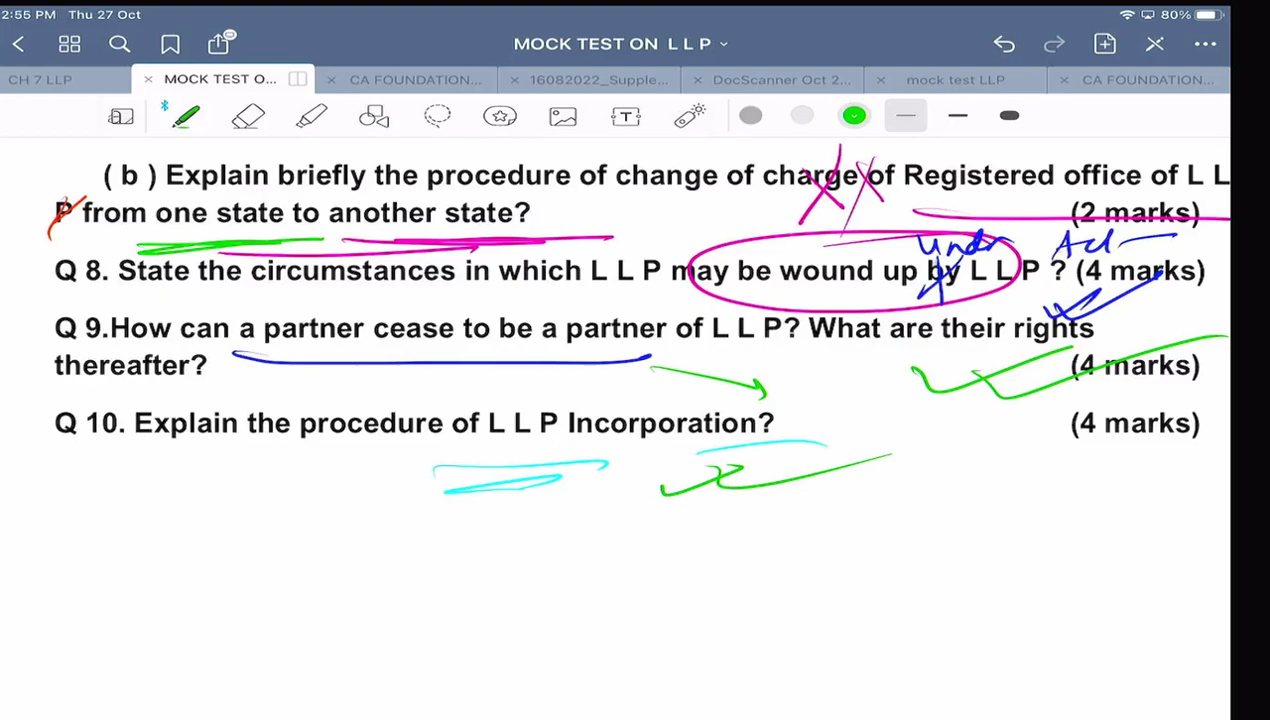 2:55 PM Thu 27 Oct 80%
MOCK TEST ON L L P
CH 7 LLP × MOCK TEST O... × CA FOUNDATION... × 16082022_Supple... × DocScanner Oct 2... × mock test LLP × CA FOUNDATION...
( b ) Explain briefly the procedure of change of charge of Registered office of L L
P from one state to another state? (2 marks)
Under Act
Q 8. State the circumstances in which L L P may be wound up by L L P ? (4 marks)
Q 9.How can a partner cease to be a partner of L L P? What are their rights
thereafter? (4 marks)
Q 10. Explain the procedure of L L P Incorporation? (4 marks)